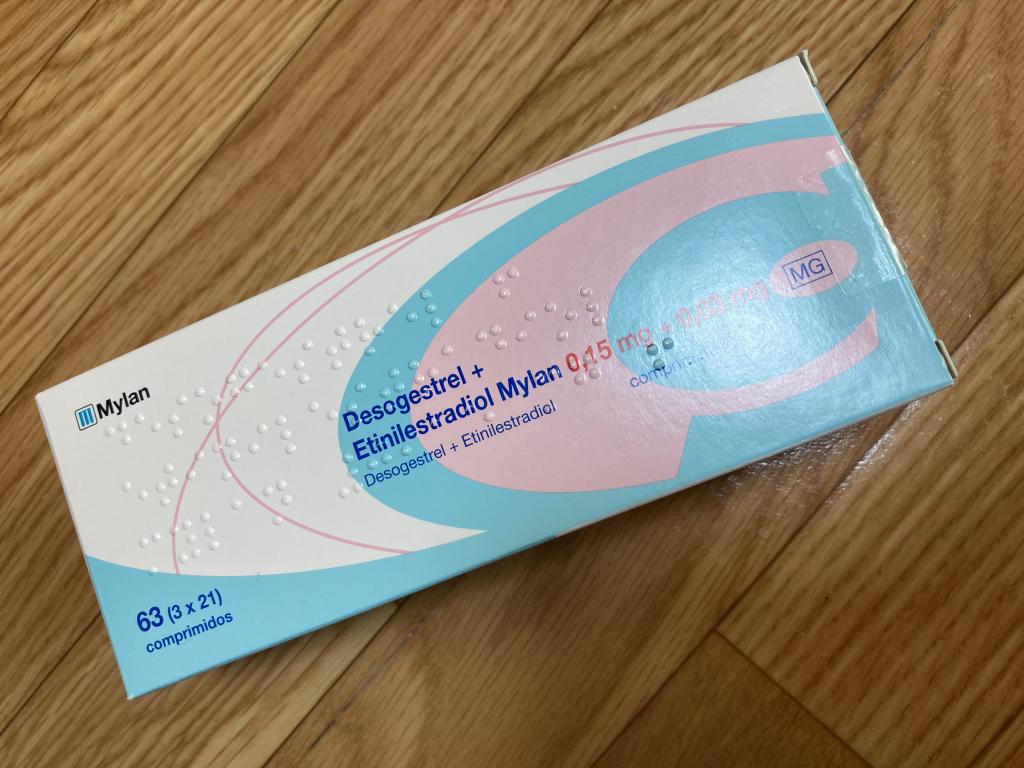 Mylan
Desogestrel +
Etinilestradiol Mylan 0,15 mg + 0,03 mg MG
Desogestrel + Etinilestradiol
63 (3 x 21)
comprimidos